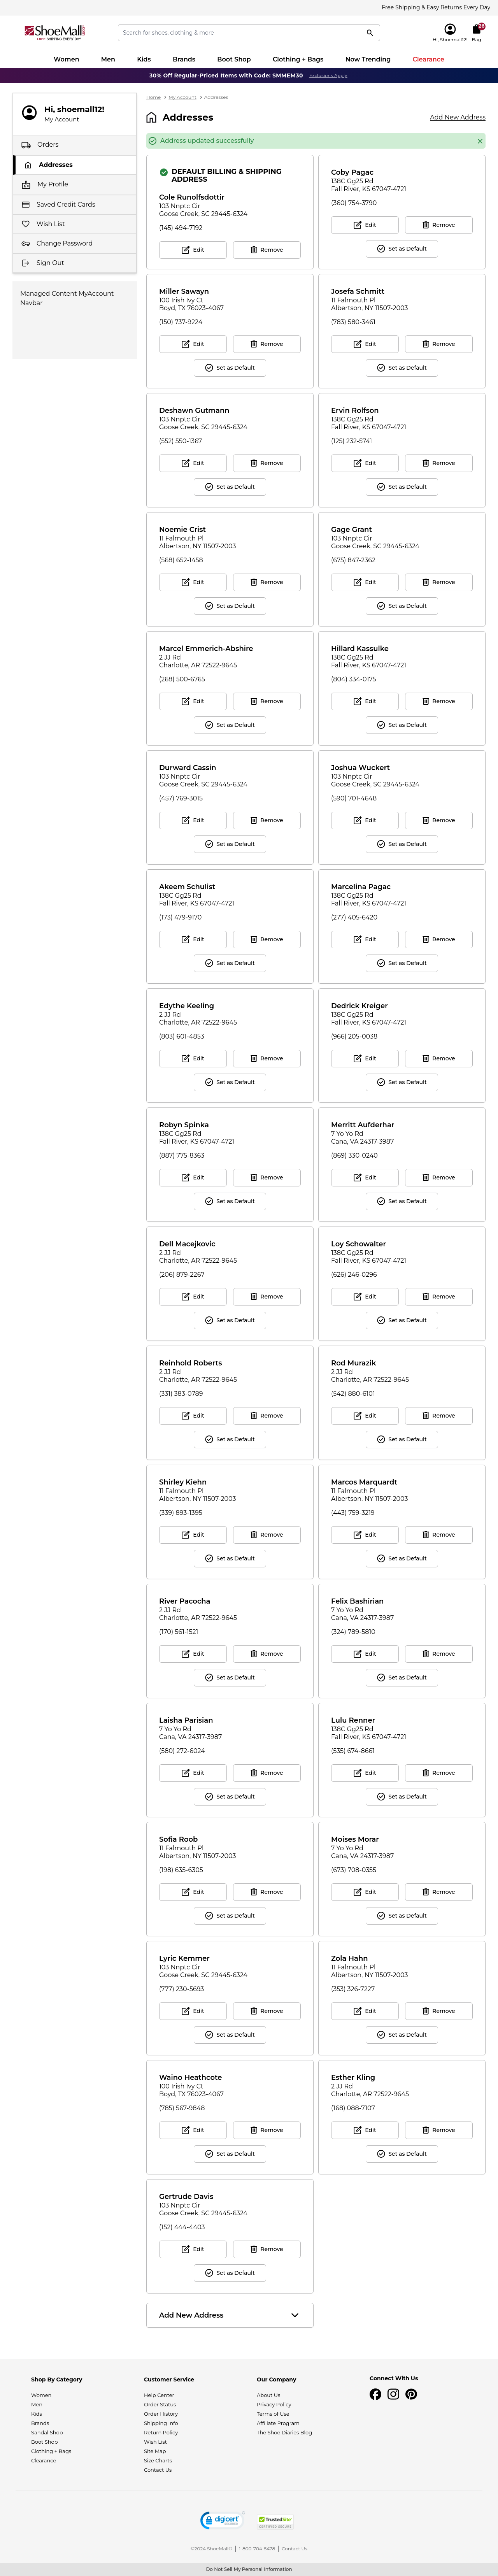 Free Shipping & Easy Returns Every Day
ShoeMall
FREE SHIPPING EVERY DAY
Search for shoes, clothing & more
Hi, Shoemall12!
26
Bag
Women
Men
Kids
Brands
Boot Shop
Clothing + Bags
Now Trending
Clearance
30% Off Regular-Priced Items with Code: SMMEM30 Exclusions Apply
Hi, shoemall12!
My Account
Orders
Addresses
My Profile
Saved Credit Cards
Wish List
Change Password
Sign Out
Managed Content MyAccount
Navbar
Home > My Account > Addresses
Addresses
Add New Address
Address updated successfully
DEFAULT BILLING & SHIPPING
ADDRESS
Cole Runolfsdottir
103 Nnptc Cir
Goose Creek, SC 29445-6324
(145) 494-7192
Edit
Remove
Coby Pagac
138C Gg25 Rd
Fall River, KS 67047-4721
(360) 754-3790
Edit
Remove
Set as Default
Miller Sawayn
100 Irish Ivy Ct
Boyd, TX 76023-4067
(150) 737-9224
Edit
Remove
Set as Default
Josefa Schmitt
11 Falmouth Pl
Albertson, NY 11507-2003
(783) 580-3461
Edit
Remove
Set as Default
Deshawn Gutmann
103 Nnptc Cir
Goose Creek, SC 29445-6324
(552) 550-1367
Edit
Remove
Set as Default
Ervin Rolfson
138C Gg25 Rd
Fall River, KS 67047-4721
(125) 232-5741
Edit
Remove
Set as Default
Noemie Crist
11 Falmouth Pl
Albertson, NY 11507-2003
(568) 652-1458
Edit
Remove
Set as Default
Gage Grant
103 Nnptc Cir
Goose Creek, SC 29445-6324
(675) 847-2362
Edit
Remove
Set as Default
Marcel Emmerich-Abshire
2 JJ Rd
Charlotte, AR 72522-9645
(268) 500-6765
Edit
Remove
Set as Default
Hillard Kassulke
138C Gg25 Rd
Fall River, KS 67047-4721
(804) 334-0175
Edit
Remove
Set as Default
Durward Cassin
103 Nnptc Cir
Goose Creek, SC 29445-6324
(457) 769-3015
Edit
Remove
Set as Default
Joshua Wuckert
103 Nnptc Cir
Goose Creek, SC 29445-6324
(590) 701-4648
Edit
Remove
Set as Default
Akeem Schulist
138C Gg25 Rd
Fall River, KS 67047-4721
(173) 479-9170
Edit
Remove
Set as Default
Marcelina Pagac
138C Gg25 Rd
Fall River, KS 67047-4721
(277) 405-6420
Edit
Remove
Set as Default
Edythe Keeling
2 JJ Rd
Charlotte, AR 72522-9645
(803) 601-4853
Edit
Remove
Set as Default
Dedrick Kreiger
138C Gg25 Rd
Fall River, KS 67047-4721
(966) 205-0038
Edit
Remove
Set as Default
Robyn Spinka
138C Gg25 Rd
Fall River, KS 67047-4721
(887) 775-8363
Edit
Remove
Set as Default
Merritt Aufderhar
7 Yo Yo Rd
Cana, VA 24317-3987
(869) 330-0240
Edit
Remove
Set as Default
Dell Macejkovic
2 JJ Rd
Charlotte, AR 72522-9645
(206) 879-2267
Edit
Remove
Set as Default
Loy Schowalter
138C Gg25 Rd
Fall River, KS 67047-4721
(626) 246-0296
Edit
Remove
Set as Default
Reinhold Roberts
2 JJ Rd
Charlotte, AR 72522-9645
(331) 383-0789
Edit
Remove
Set as Default
Rod Murazik
2 JJ Rd
Charlotte, AR 72522-9645
(542) 880-6101
Edit
Remove
Set as Default
Shirley Kiehn
11 Falmouth Pl
Albertson, NY 11507-2003
(339) 893-1395
Edit
Remove
Set as Default
Marcos Marquardt
11 Falmouth Pl
Albertson, NY 11507-2003
(443) 759-3219
Edit
Remove
Set as Default
River Pacocha
2 JJ Rd
Charlotte, AR 72522-9645
(170) 561-1521
Edit
Remove
Set as Default
Felix Bashirian
7 Yo Yo Rd
Cana, VA 24317-3987
(324) 789-5810
Edit
Remove
Set as Default
Laisha Parisian
7 Yo Yo Rd
Cana, VA 24317-3987
(580) 272-6024
Edit
Remove
Set as Default
Lulu Renner
138C Gg25 Rd
Fall River, KS 67047-4721
(535) 674-8661
Edit
Remove
Set as Default
Sofia Roob
11 Falmouth Pl
Albertson, NY 11507-2003
(198) 635-6305
Edit
Remove
Set as Default
Moises Morar
7 Yo Yo Rd
Cana, VA 24317-3987
(673) 708-0355
Edit
Remove
Set as Default
Lyric Kemmer
103 Nnptc Cir
Goose Creek, SC 29445-6324
(777) 230-5693
Edit
Remove
Set as Default
Zola Hahn
11 Falmouth Pl
Albertson, NY 11507-2003
(353) 326-7227
Edit
Remove
Set as Default
Waino Heathcote
100 Irish Ivy Ct
Boyd, TX 76023-4067
(785) 567-9848
Edit
Remove
Set as Default
Esther Kling
2 JJ Rd
Charlotte, AR 72522-9645
(168) 088-7107
Edit
Remove
Set as Default
Gertrude Davis
103 Nnptc Cir
Goose Creek, SC 29445-6324
(152) 444-4403
Edit
Remove
Set as Default
Add New Address
Shop By Category
Women
Men
Kids
Brands
Sandal Shop
Boot Shop
Clothing + Bags
Clearance
Customer Service
Help Center
Order Status
Order History
Shipping Info
Return Policy
Wish List
Site Map
Size Charts
Contact Us
Our Company
About Us
Privacy Policy
Terms of Use
Affiliate Program
The Shoe Diaries Blog
Connect With Us
digicert
TrustedSite
CERTIFIED SECURE
©2024 ShoeMall® | 1-800-704-5478 | Contact Us
Do Not Sell My Personal Information